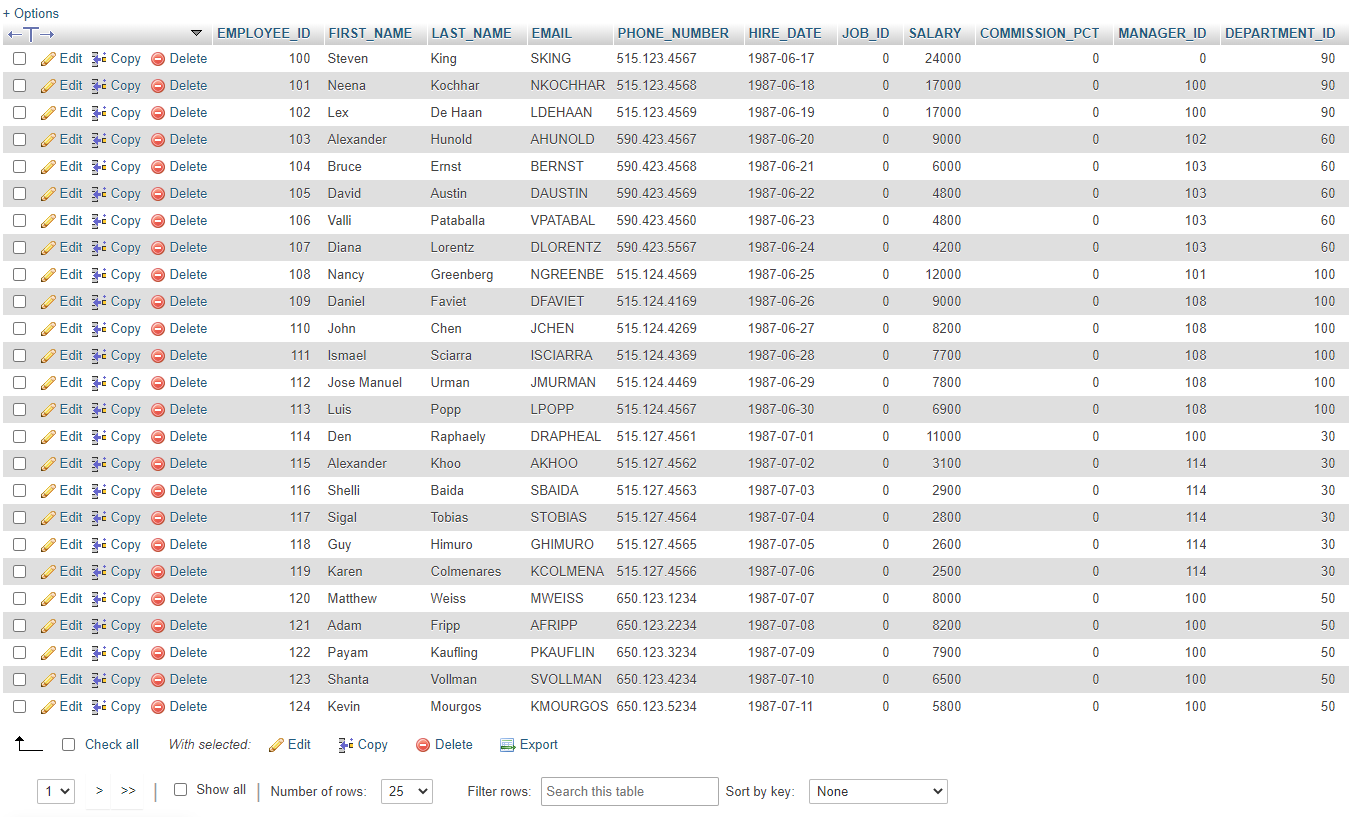 + Options
←T→ EMPLOYEE_ID FIRST_NAME LAST_NAME EMAIL PHONE_NUMBER HIRE_DATE JOB_ID SALARY COMMISSION_PCT MANAGER_ID DEPARTMENT_ID
Edit Copy Delete 100 Steven King SKING 515.123.4567 1987-06-17 0 24000 0 0 90
Edit Copy Delete 101 Neena Kochhar NKOCHHAR 515.123.4568 1987-06-18 0 17000 0 100 90
Edit Copy Delete 102 Lex De Haan LDEHAAN 515.123.4569 1987-06-19 0 17000 0 100 90
Edit Copy Delete 103 Alexander Hunold AHUNOLD 590.423.4567 1987-06-20 0 9000 0 102 60
Edit Copy Delete 104 Bruce Ernst BERNST 590.423.4568 1987-06-21 0 6000 0 103 60
Edit Copy Delete 105 David Austin DAUSTIN 590.423.4569 1987-06-22 0 4800 0 103 60
Edit Copy Delete 106 Valli Pataballa VPATABAL 590.423.4560 1987-06-23 0 4800 0 103 60
Edit Copy Delete 107 Diana Lorentz DLORENTZ 590.423.5567 1987-06-24 0 4200 0 103 60
Edit Copy Delete 108 Nancy Greenberg NGREENBE 515.124.4569 1987-06-25 0 12000 0 101 100
Edit Copy Delete 109 Daniel Faviet DFAVIET 515.124.4169 1987-06-26 0 9000 0 108 100
Edit Copy Delete 110 John Chen JCHEN 515.124.4269 1987-06-27 0 8200 0 108 100
Edit Copy Delete 111 Ismael Sciarra ISCIARRA 515.124.4369 1987-06-28 0 7700 0 108 100
Edit Copy Delete 112 Jose Manuel Urman JMURMAN 515.124.4469 1987-06-29 0 7800 0 108 100
Edit Copy Delete 113 Luis Popp LPOPP 515.124.4567 1987-06-30 0 6900 0 108 100
Edit Copy Delete 114 Den Raphaely DRAPHEAL 515.127.4561 1987-07-01 0 11000 0 100 30
Edit Copy Delete 115 Alexander Khoo AKHOO 515.127.4562 1987-07-02 0 3100 0 114 30
Edit Copy Delete 116 Shelli Baida SBAIDA 515.127.4563 1987-07-03 0 2900 0 114 30
Edit Copy Delete 117 Sigal Tobias STOBIAS 515.127.4564 1987-07-04 0 2800 0 114 30
Edit Copy Delete 118 Guy Himuro GHIMURO 515.127.4565 1987-07-05 0 2600 0 114 30
Edit Copy Delete 119 Karen Colmenares KCOLMENA 515.127.4566 1987-07-06 0 2500 0 114 30
Edit Copy Delete 120 Matthew Weiss MWEISS 650.123.1234 1987-07-07 0 8000 0 100 50
Edit Copy Delete 121 Adam Fripp AFRIPP 650.123.2234 1987-07-08 0 8200 0 100 50
Edit Copy Delete 122 Payam Kaufling PKAUFLIN 650.123.3234 1987-07-09 0 7900 0 100 50
Edit Copy Delete 123 Shanta Vollman SVOLLMAN 650.123.4234 1987-07-10 0 6500 0 100 50
Edit Copy Delete 124 Kevin Mourgos KMOURGOS 650.123.5234 1987-07-11 0 5800 0 100 50
Check all With selected: Edit Copy Delete Export
1 > >> | Show all | Number of rows: 25 Filter rows: Search this table Sort by key: None